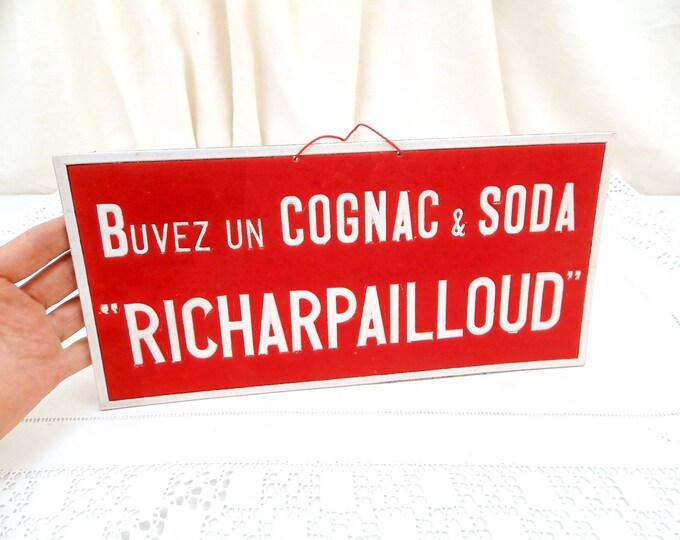 BUVEZ UN COGNAC & SODA
"RICHARPAILLOUD"